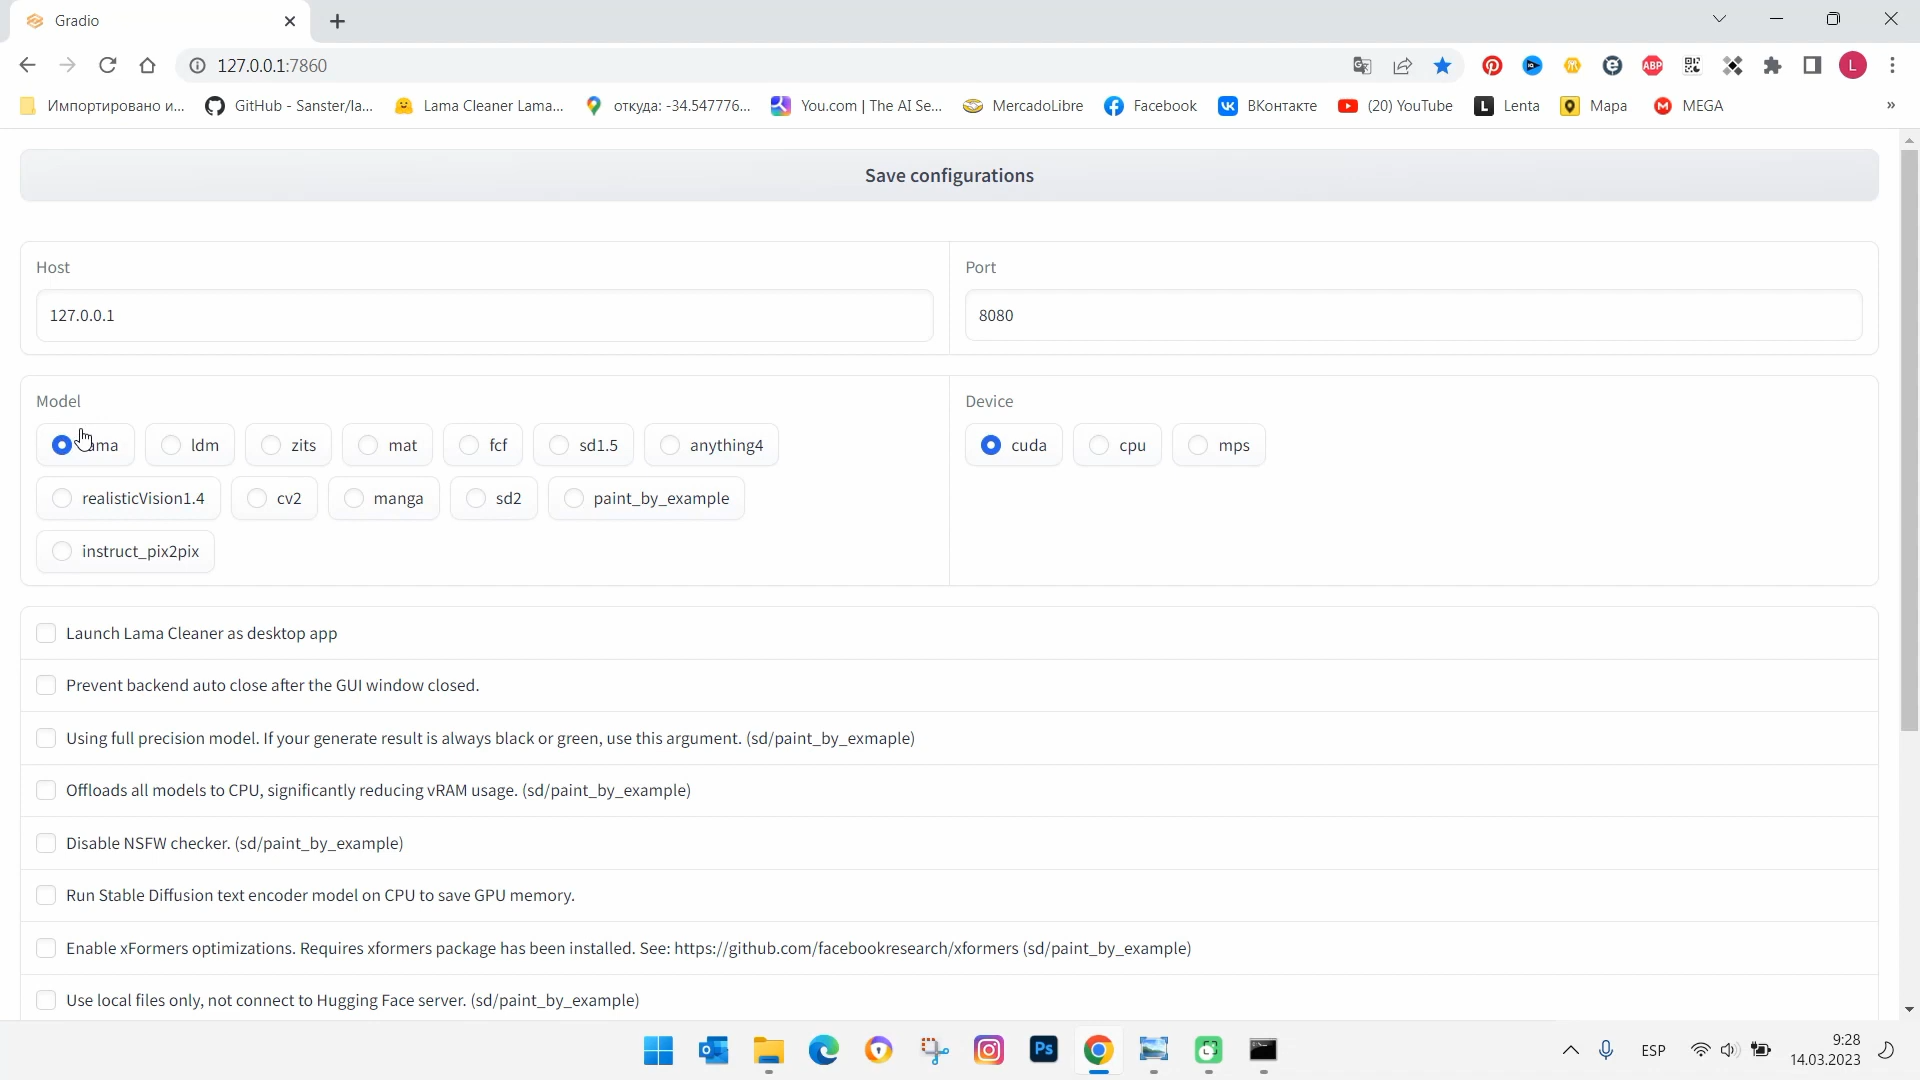 Gradio
127.0.0.1:7860
Импортировано и... GitHub - Sanster/la... Lama Cleaner Lama... откуда: -34.547776... You.com | The AI Se... MercadoLibre Facebook ВКонтакте (20) YouTube Lenta Mapa MEGA
Save configurations
Host
127.0.0.1
Port
8080
Model
lama ldm zits mat fcf sd1.5 anything4
realisticVision1.4 cv2 manga sd2 paint_by_example
instruct_pix2pix
Device
cuda cpu mps
Launch Lama Cleaner as desktop app
Prevent backend auto close after the GUI window closed.
Using full precision model. If your generate result is always black or green, use this argument. (sd/paint_by_exmaple)
Offloads all models to CPU, significantly reducing vRAM usage. (sd/paint_by_example)
Disable NSFW checker. (sd/paint_by_example)
Run Stable Diffusion text encoder model on CPU to save GPU memory.
Enable xFormers optimizations. Requires xformers package has been installed. See: https://github.com/facebookresearch/xformers (sd/paint_by_example)
Use local files only, not connect to Hugging Face server. (sd/paint_by_example)
ESP
9:28
14.03.2023